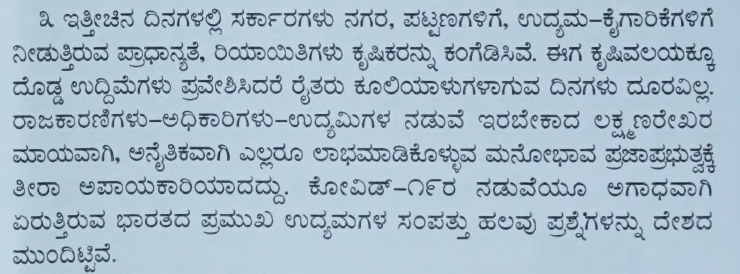 ೩. ಇತ್ತೀಚಿನ ದಿನಗಳಲ್ಲಿ ಸರ್ಕಾರಗಳು ನಗರ, ಪಟ್ಟಣಗಳಿಗೆ, ಉದ್ಯಮ–ಕೈಗಾರಿಕೆಗಳಿಗೆ
ನೀಡುತ್ತಿರುವ ಪ್ರಾಧಾನ್ಯತೆ, ರಿಯಾಯಿತಿಗಳು ಕೃಷಿಕರನ್ನು ಕಂಗೆಡಿಸಿವೆ. ಈಗ ಕೃಷಿವಲಯಕ್ಕೂ
ದೊಡ್ಡ ಉದ್ದಿಮೆಗಳು ಪ್ರವೇಶಿಸಿದರೆ ರೈತರು ಕೂಲಿಯಾಳುಗಳಾಗುವ ದಿನಗಳು ದೂರವಿಲ್ಲ.
ರಾಜಕಾರಣಿಗಳು–ಅಧಿಕಾರಿಗಳು–ಉದ್ಯಮಿಗಳ ನಡುವೆ ಇರಬೇಕಾದ ಲಕ್ಷ್ಮಣರೇಖೆ
ಮಾಯವಾಗಿ, ಅನೈತಿಕವಾಗಿ ಎಲ್ಲರೂ ಲಾಭಮಾಡಿಕೊಳ್ಳುವ ಮನೋಭಾವ ಪ್ರಜಾಪ್ರಭುತ್ವಕ್ಕೆ
ತೀರಾ ಅಪಾಯಕಾರಿಯಾದದ್ದು. ಕೋವಿಡ್–೧೯ರ ನಡುವೆಯೂ ಅಗಾಧವಾಗಿ
ಏರುತ್ತಿರುವ ಭಾರತದ ಪ್ರಮುಖ ಉದ್ಯಮಗಳ ಸಂಪತ್ತು ಹಲವು ಪ್ರಶ್ನೆಗಳನ್ನು ದೇಶದ
ಮುಂದಿಟ್ಟಿವೆ.